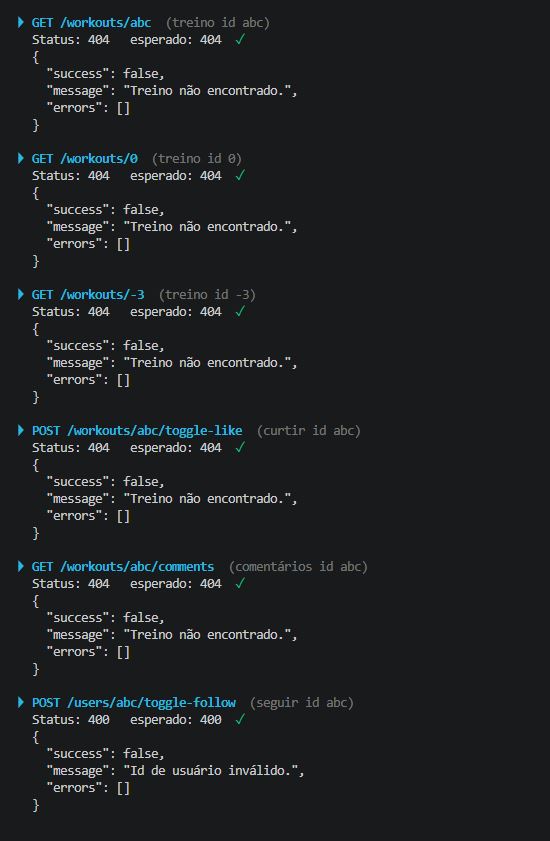 GET /workouts/abc (treino id abc)
Status: 404 esperado: 404 ✓
{
"success": false,
"message": "Treino não encontrado.",
"errors": []
}
GET /workouts/0 (treino id 0)
Status: 404 esperado: 404 ✓
{
"success": false,
"message": "Treino não encontrado.",
"errors": []
}
GET /workouts/-3 (treino id -3)
Status: 404 esperado: 404 ✓
{
"success": false,
"message": "Treino não encontrado.",
"errors": []
}
POST /workouts/abc/toggle-like (curtir id abc)
Status: 404 esperado: 404 ✓
{
"success": false,
"message": "Treino não encontrado.",
"errors": []
}
GET /workouts/abc/comments (comentários id abc)
Status: 404 esperado: 404 ✓
{
"success": false,
"message": "Treino não encontrado.",
"errors": []
}
POST /users/abc/toggle-follow (seguir id abc)
Status: 400 esperado: 400 ✓
{
"success": false,
"message": "Id de usuário inválido.",
"errors": []
}